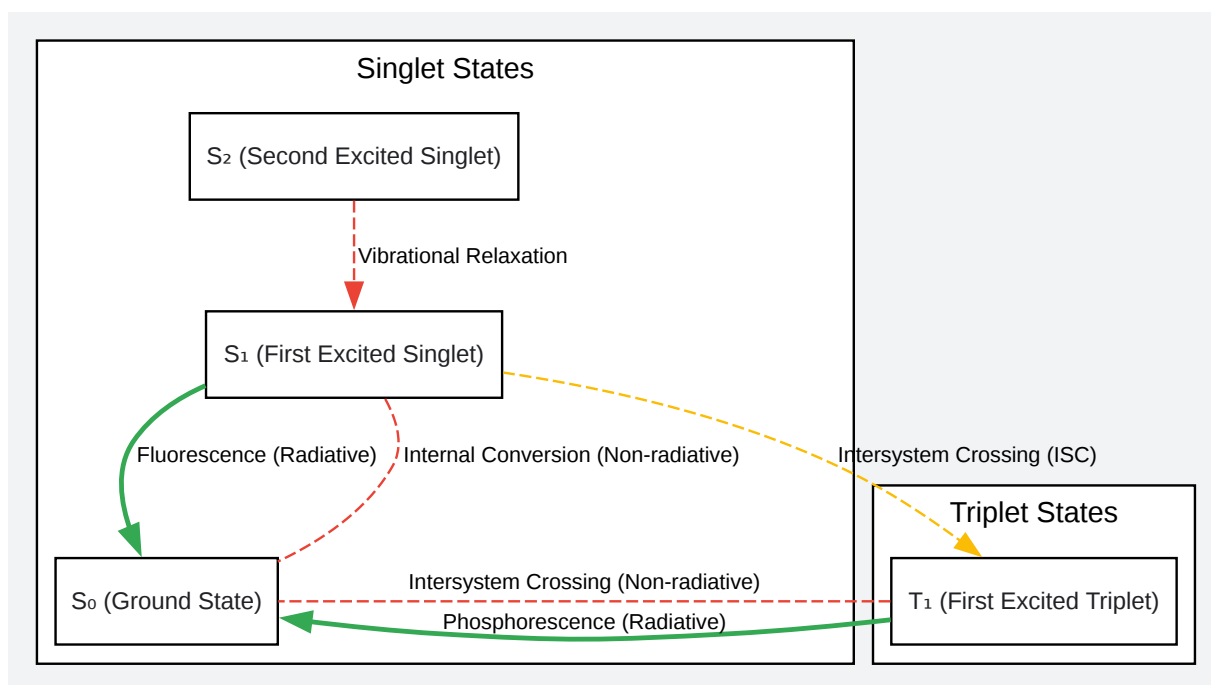 Singlet States
S₂ (Second Excited Singlet)
Vibrational Relaxation
S₁ (First Excited Singlet)
Fluorescence (Radiative)
Internal Conversion (Non-radiative)
Intersystem Crossing (ISC)
Triplet States
S₀ (Ground State)
Intersystem Crossing (Non-radiative)
Phosphorescence (Radiative)
T₁ (First Excited Triplet)